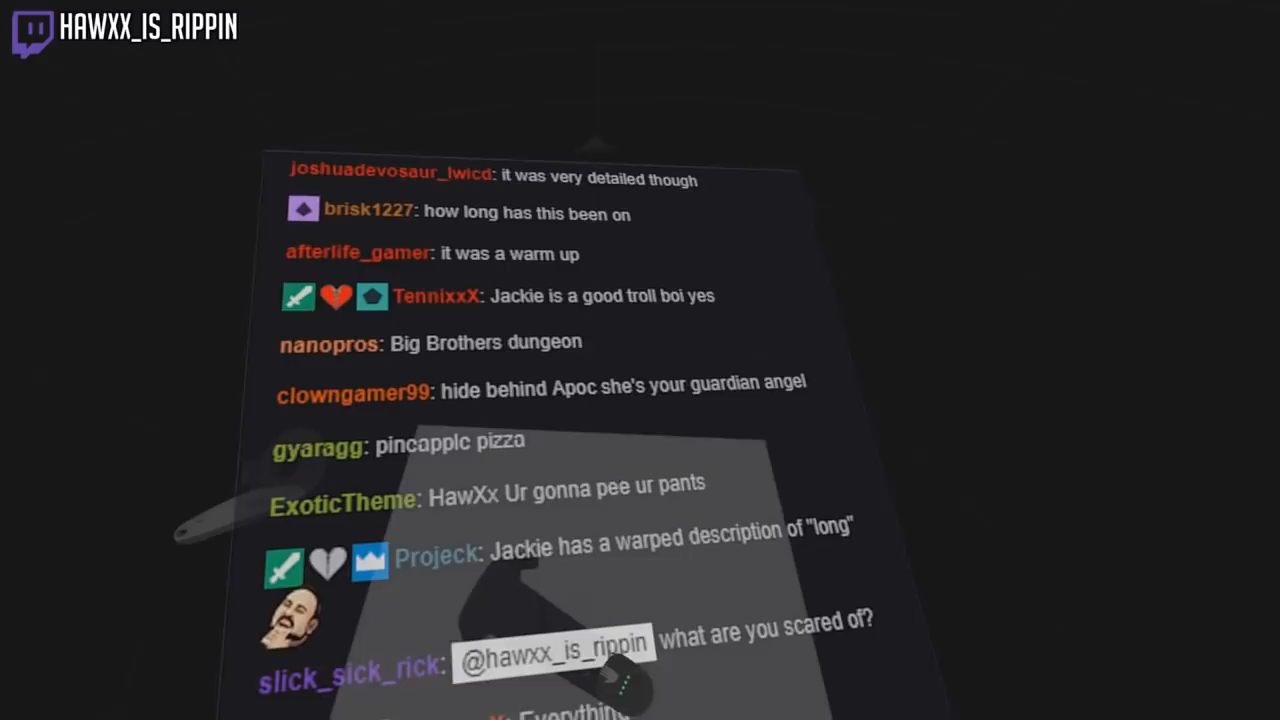 HAWXX_IS_RIPPIN
joshuadevosaur_lwicd: it was very detailed though
brisk1227: how long has this been on
afterlife_gamer: it was a warm up
TennixxX: Jackie is a good troll boi yes
nanopros: Big Brothers dungeon
clowngamer99: hide behind Apoc she's your guardian angel
gyaragg: pineapple pizza
ExoticTheme: HawXx Ur gonna pee ur pants
Projeck: Jackie has a warped description of "long"
slick_sick_rick: @hawxx_is_rippin what are you scared of?
Everything